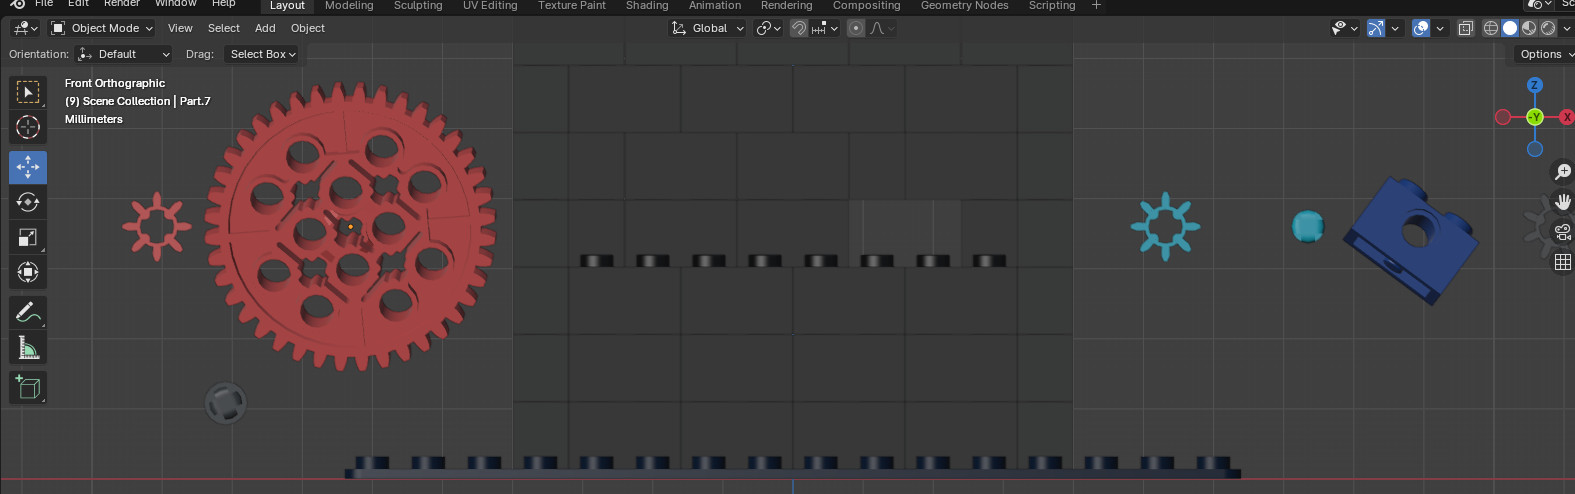 File Edit Render Window Help Layout Modeling Sculpting UV Editing Texture Paint Shading Animation Rendering Compositing Geometry Nodes Scripting +
Object Mode View Select Add Object Global
Orientation: Default Drag: Select Box Options
Front Orthographic
(9) Scene Collection | Part.7
Millimeters
Z
-Y
X